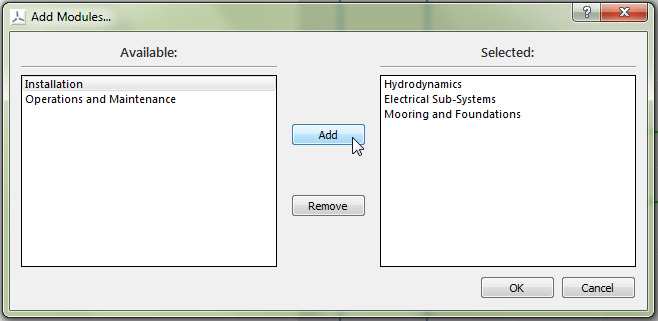 Add Modules...
?
Available:
Selected:
Installation
Operations and Maintenance
Hydrodynamics
Electrical Sub-Systems
Mooring and Foundations
Add
Remove
OK
Cancel